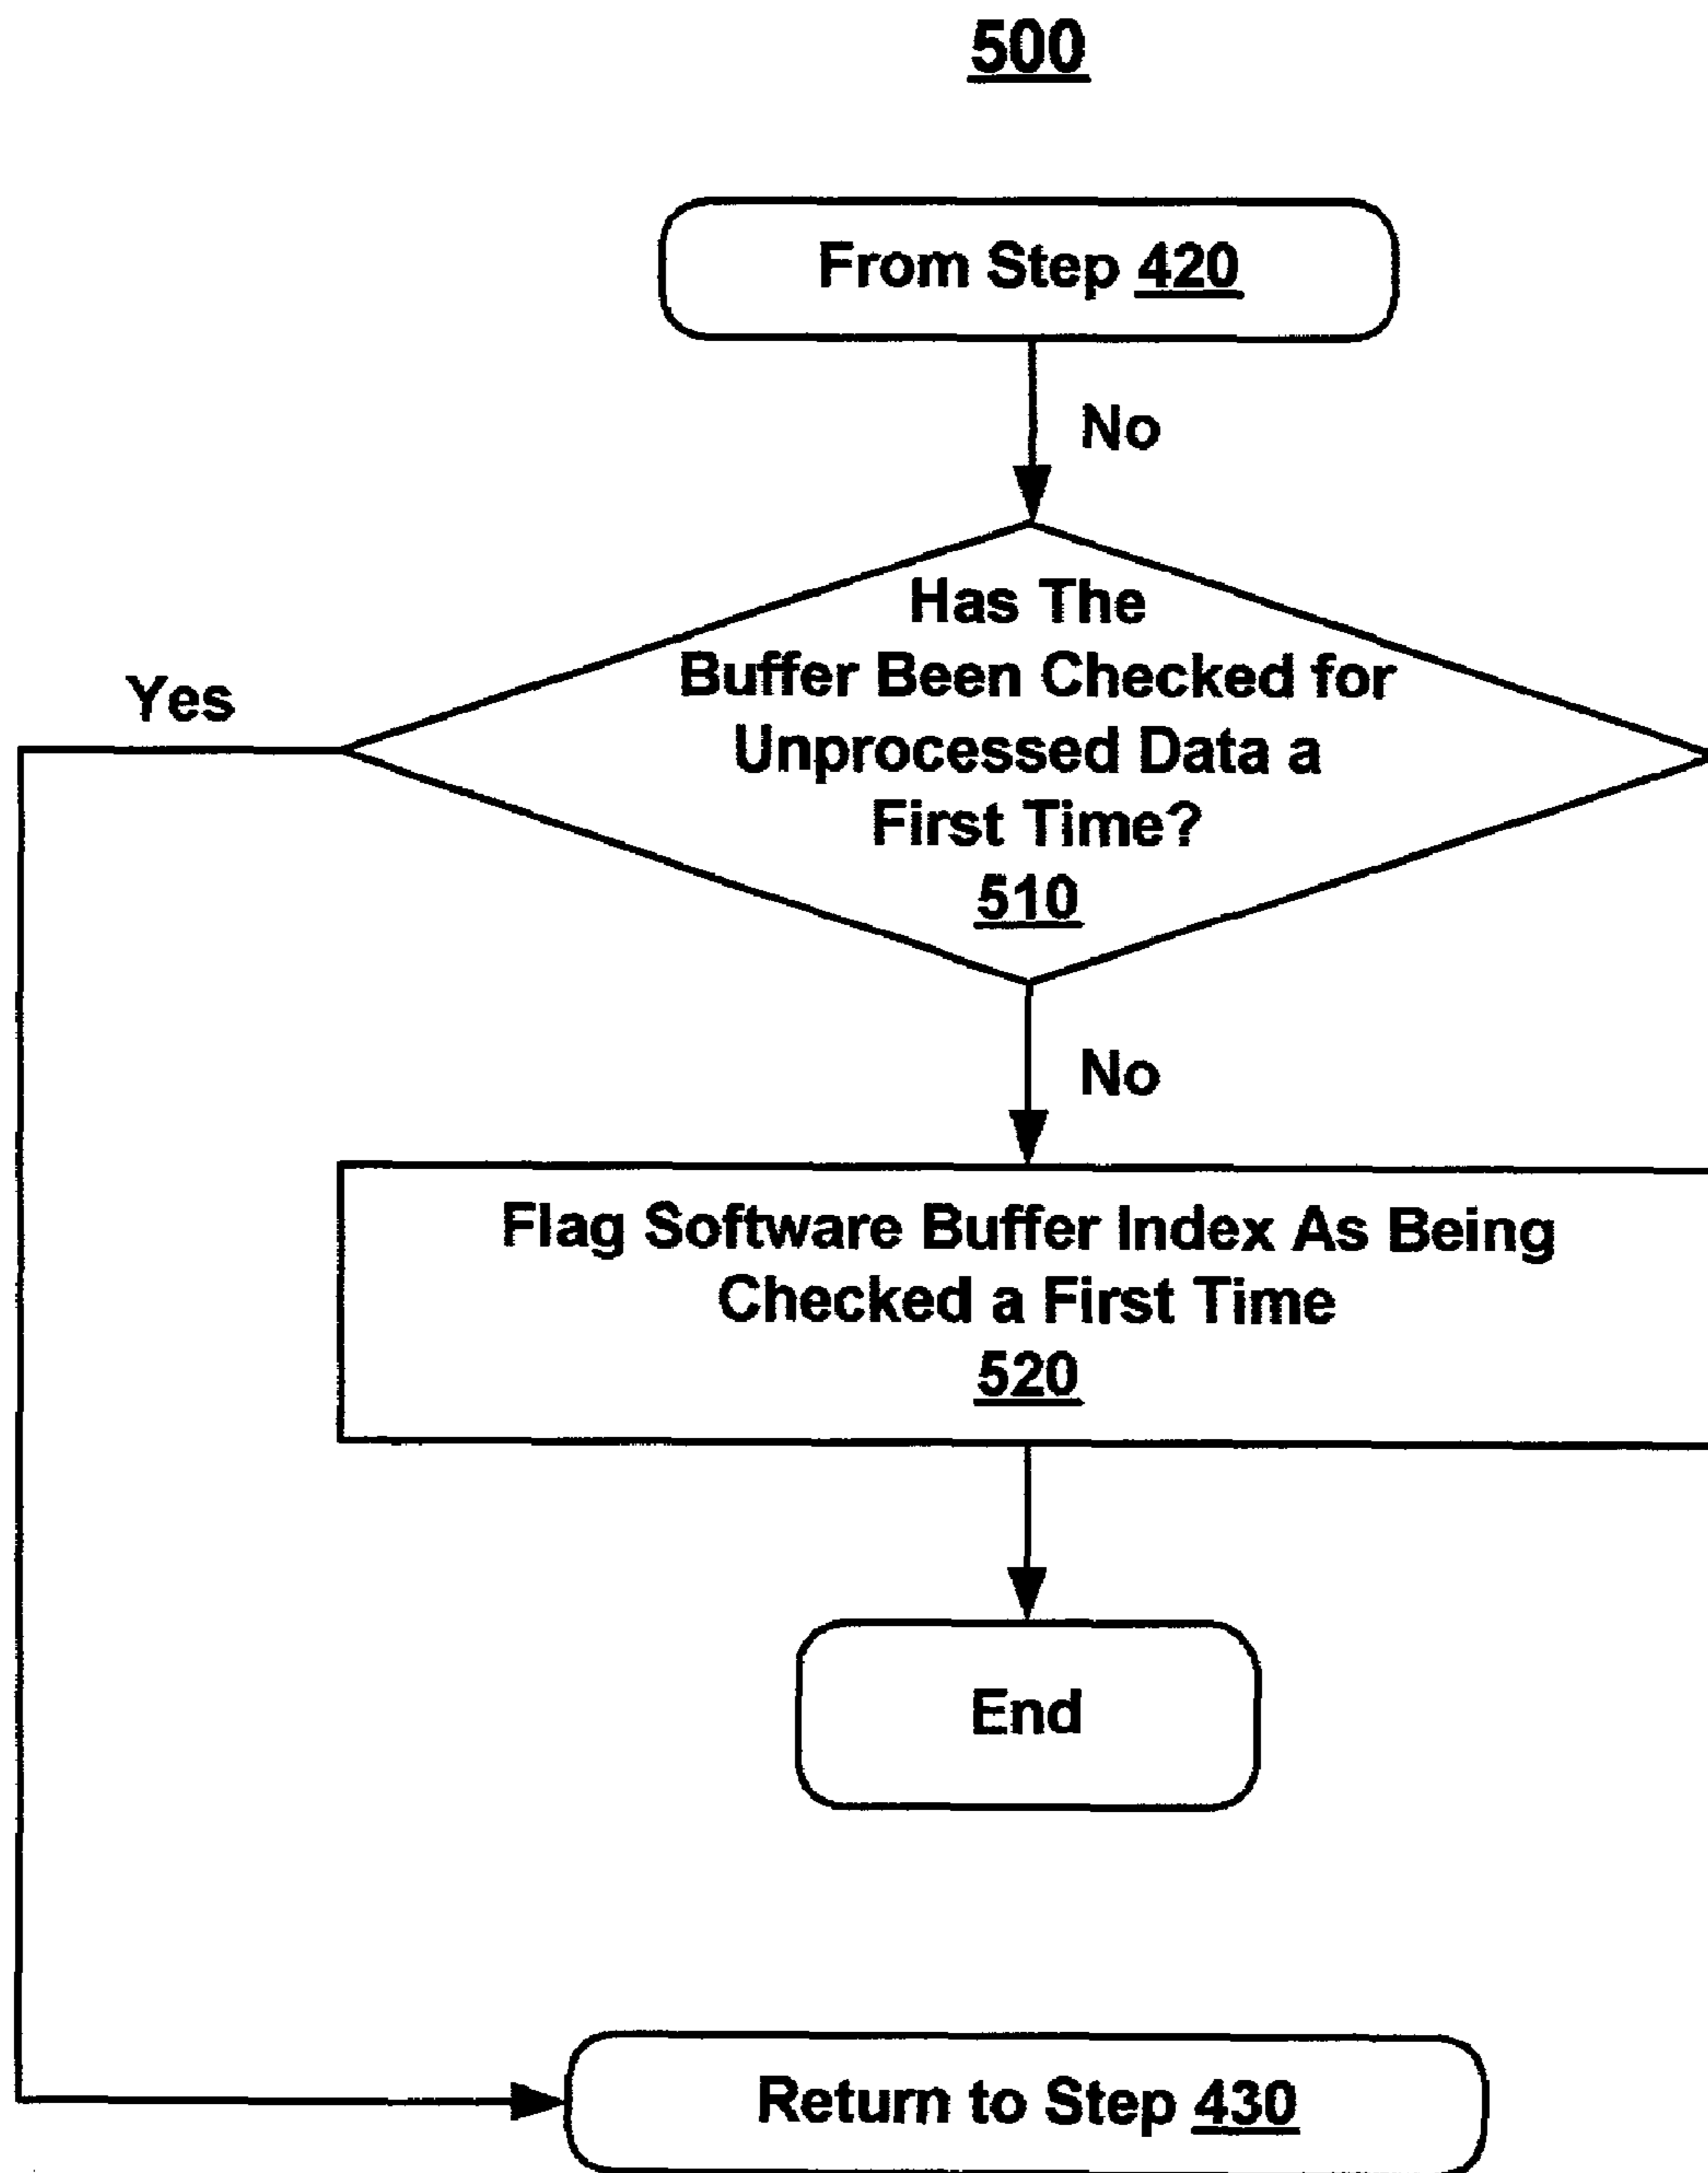 500
From Step 420
No
Has The
Buffer Been Checked for
Unprocessed Data a
First Time?
510
Yes
No
Flag Software Buffer Index As Being
Checked a First Time
520
End
Return to Step 430